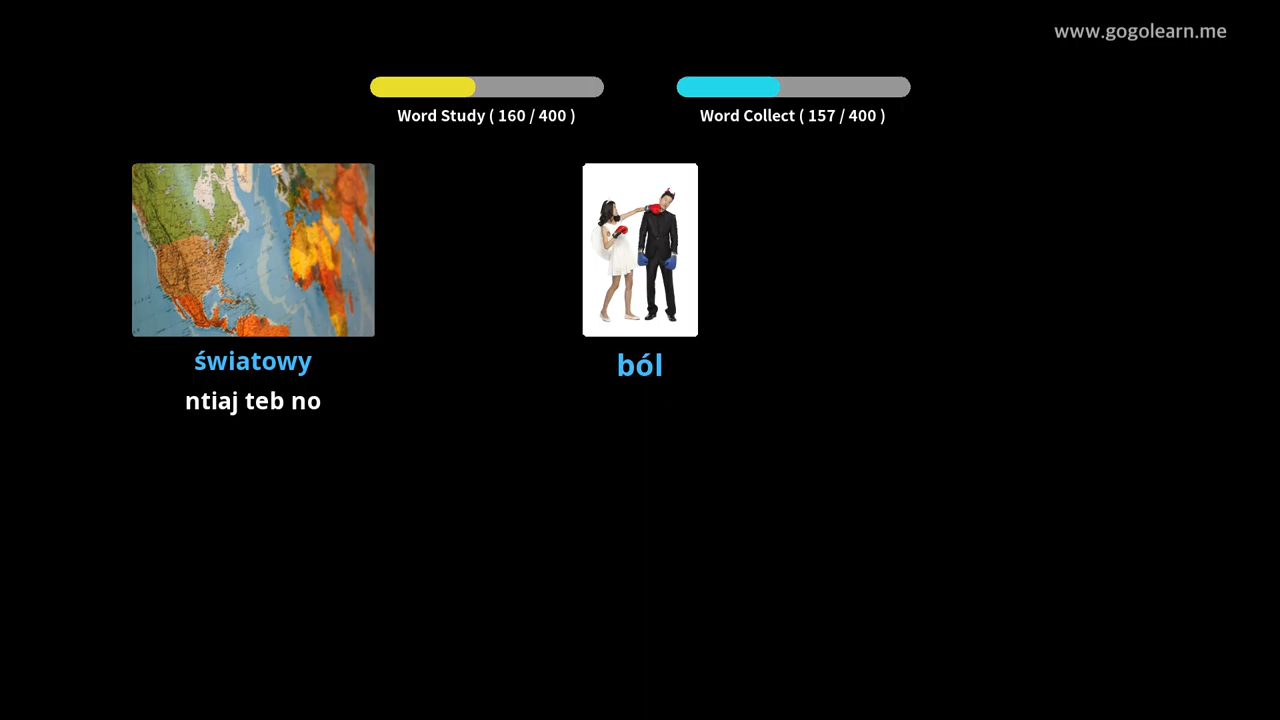 www.gogolearn.me
Word Study ( 160 / 400 )
Word Collect ( 157 / 400 )
światowy
ntiaj teb no
ból